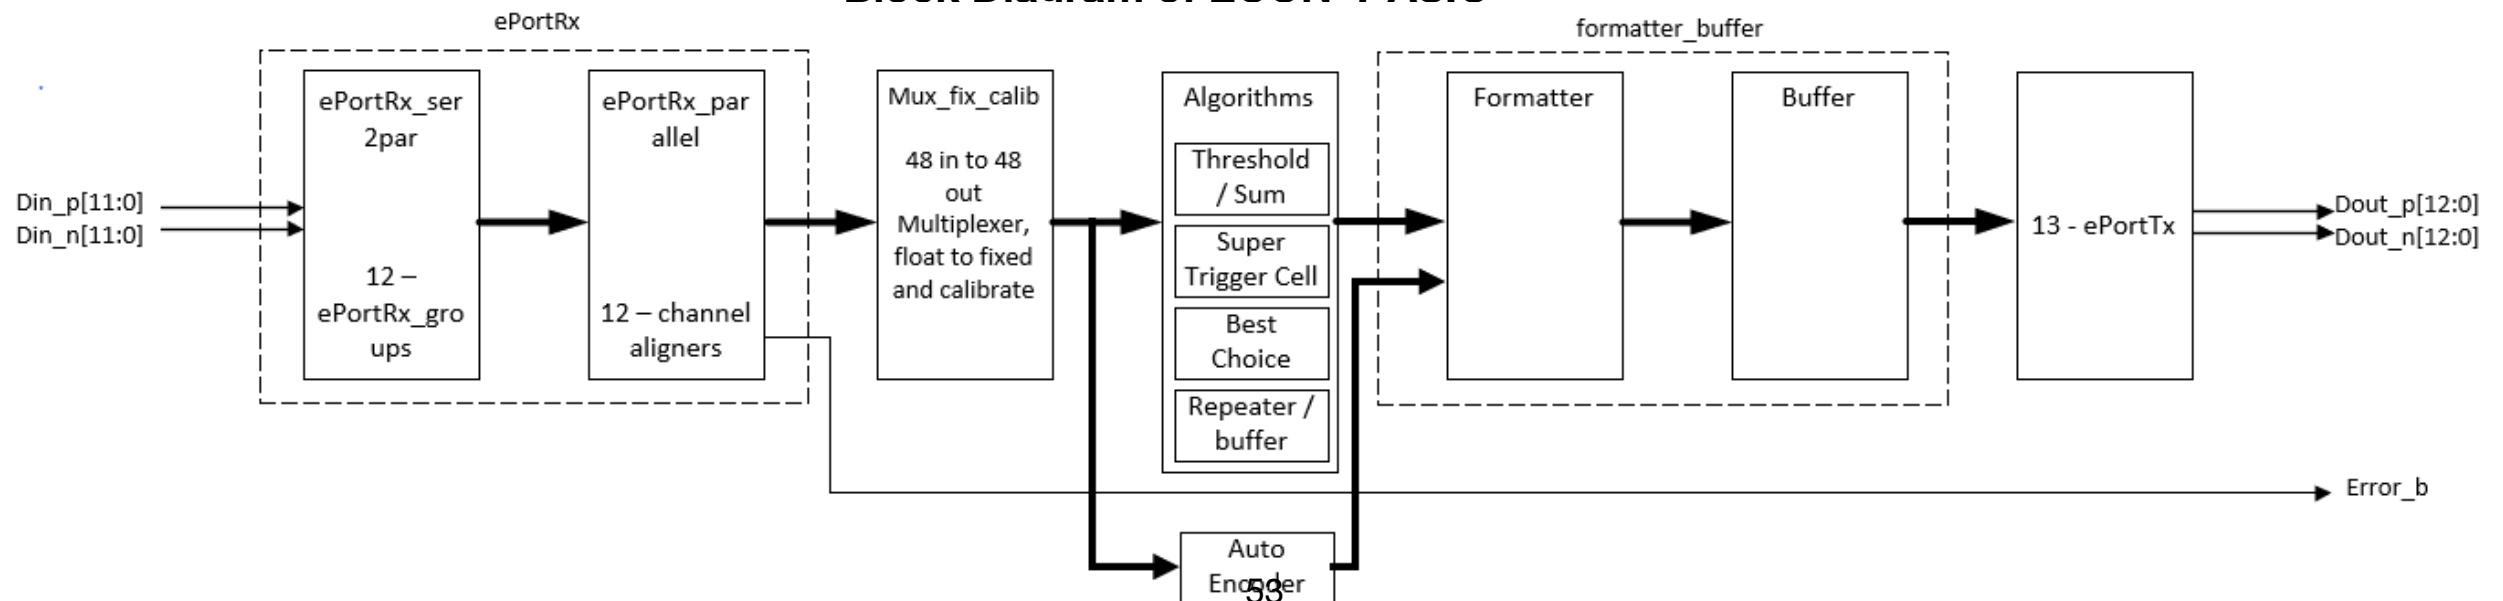 ePortRx
formatter_buffer
ePortRx_ser
2par
12 –
ePortRx_gro
ups
ePortRx_par
allel
12 – channel
aligners
Mux_fix_calib
48 in to 48
out
Multiplexer,
float to fixed
and calibrate
Algorithms
Threshold
/ Sum
Super
Trigger Cell
Best
Choice
Repeater /
buffer
Formatter
Buffer
13 - ePortTx
Din_p[11:0]
Din_n[11:0]
Dout_p[12:0]
Dout_n[12:0]
Error_b
Auto
Encoder
53